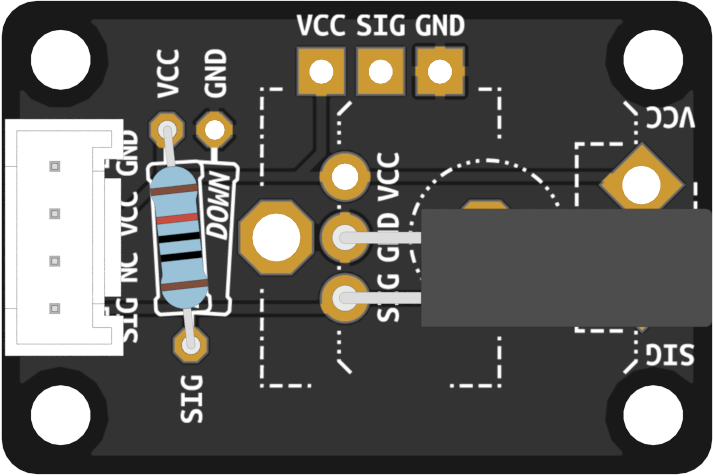 VCC SIG GND
VCC
GND
GND
VCC
NC
SIG
DOWN
SIG
VCC
GND
SIG
VCC
SIG